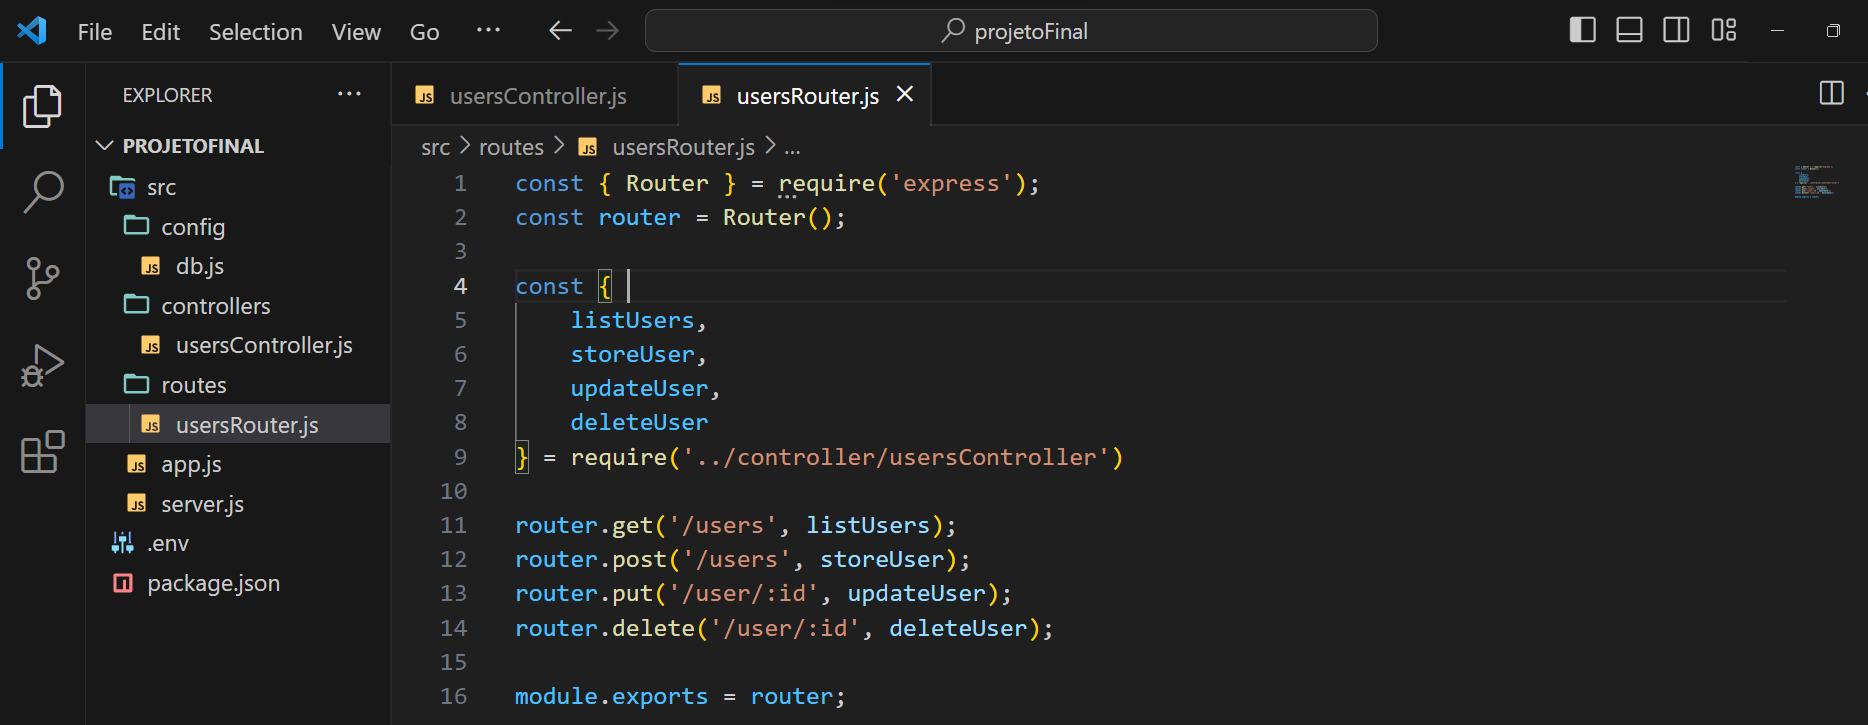 File Edit Selection View Go ··· projetoFinal
EXPLORER ···
PROJETOFINAL
src
config
JS db.js
controllers
JS usersController.js
routes
JS usersRouter.js
JS app.js
JS server.js
.env
package.json
JS usersController.js JS usersRouter.js
src > routes > JS usersRouter.js > ...
1 const { Router } = require('express');
2 const router = Router();
3
4 const {
5 listUsers,
6 storeUser,
7 updateUser,
8 deleteUser
9 } = require('../controller/usersController')
10
11 router.get('/users', listUsers);
12 router.post('/users', storeUser);
13 router.put('/user/:id', updateUser);
14 router.delete('/user/:id', deleteUser);
15
16 module.exports = router;